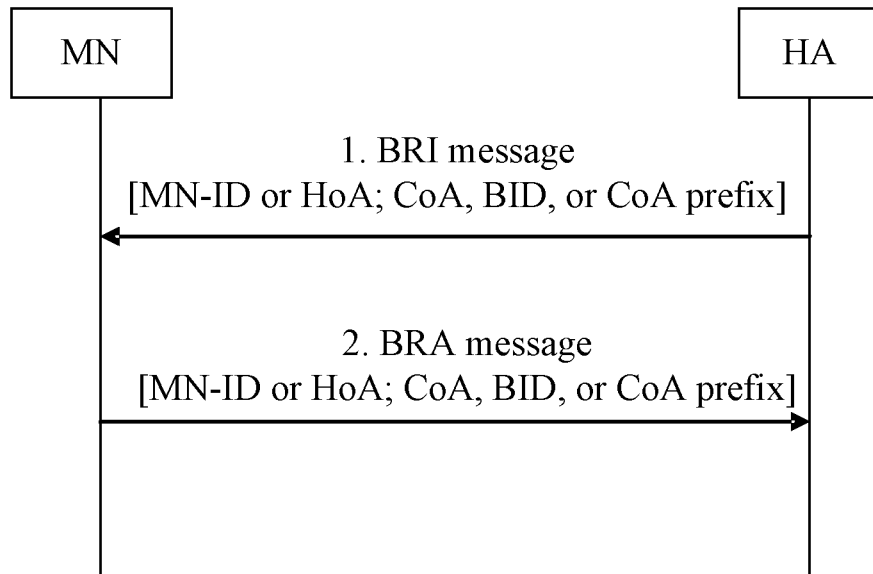 MN
HA
1. BRI message
[MN-ID or HoA; CoA, BID, or CoA prefix]
2. BRA message
[MN-ID or HoA; CoA, BID, or CoA prefix]